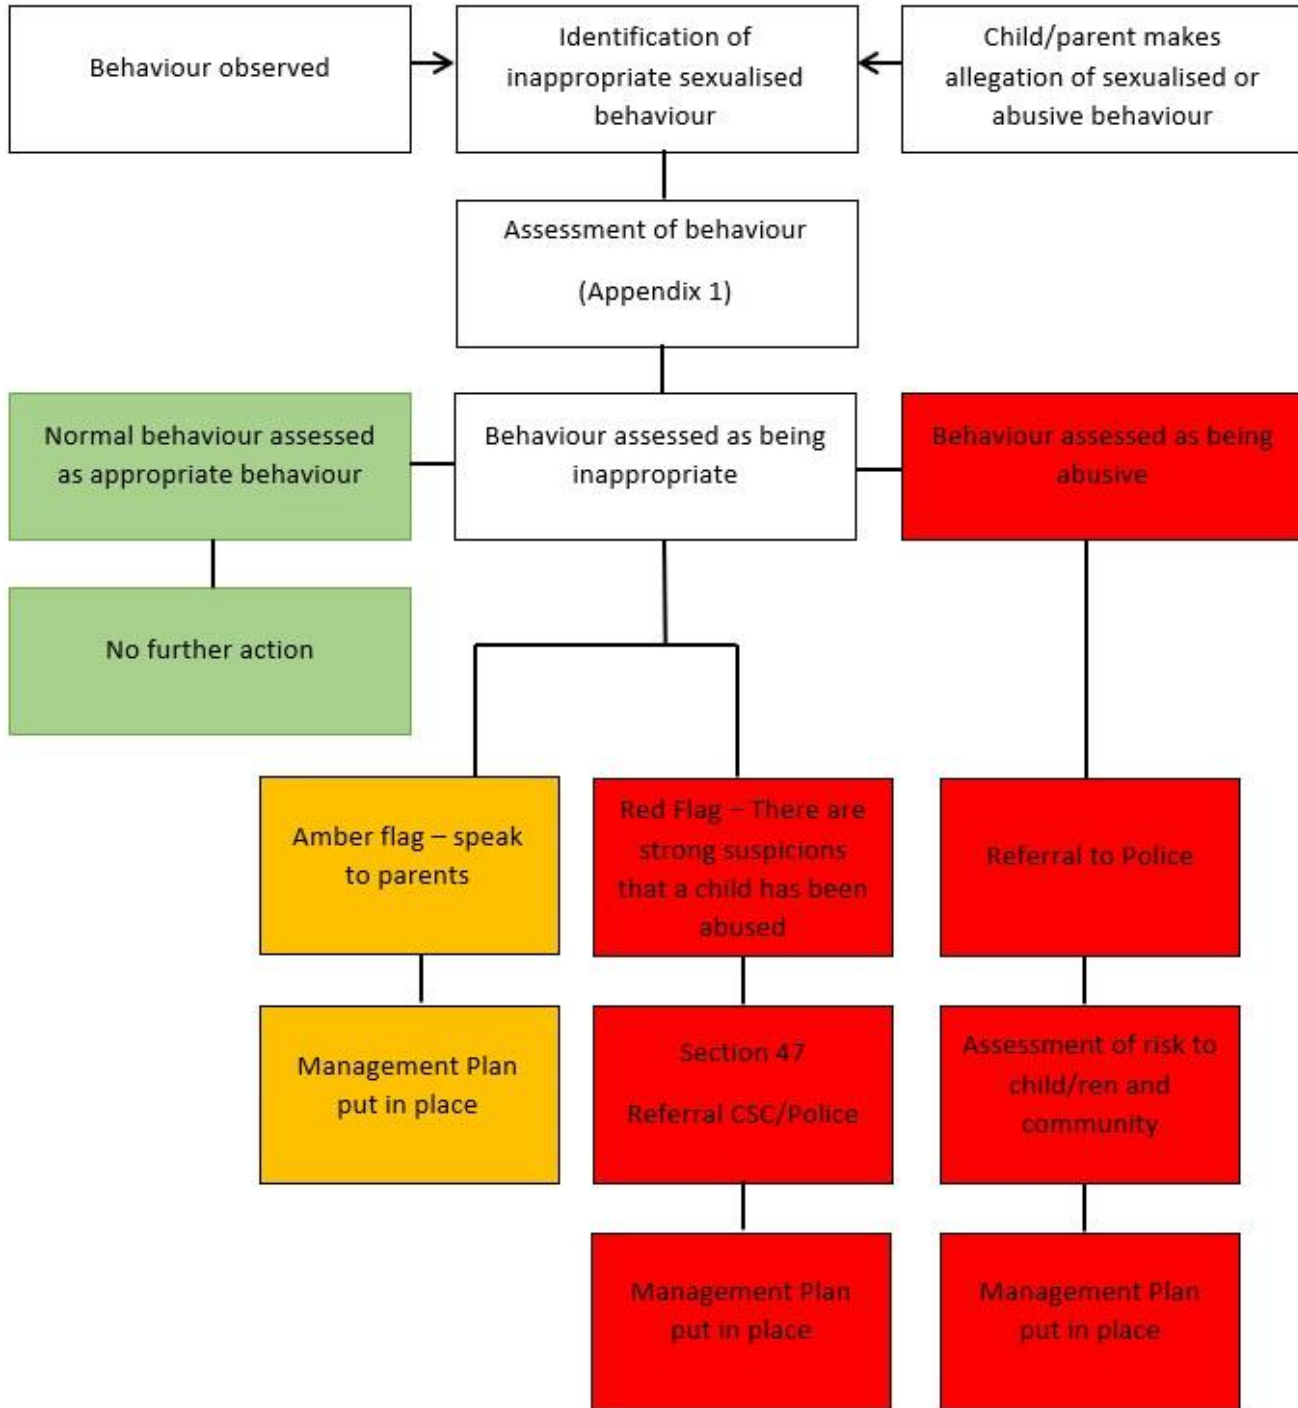 Behaviour observed
Identification of
inappropriate sexualised
behaviour
Child/parent makes
allegation of sexualised or
abusive behaviour
Assessment of behaviour
(Appendix 1)
Normal behaviour assessed
as appropriate behaviour
Behaviour assessed as being
inappropriate
Behaviour assessed as being
abusive
No further action
Amber flag – speak
to parents
Red Flag – There are
strong suspicions
that a child has been
abused
Referral to Police
Management Plan
put in place
Section 47
Referral CSC/Police
Assessment of risk to
child/ren and
community
Management Plan
put in place
Management Plan
put in place